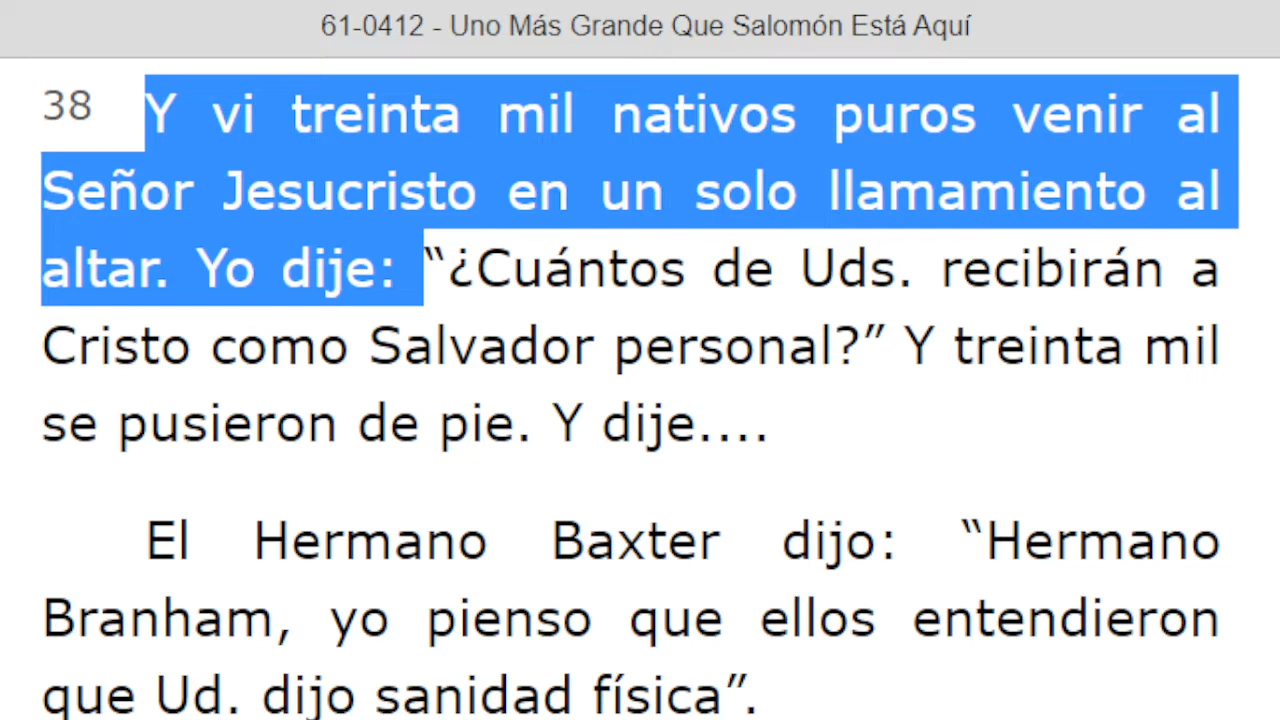 61-0412 - Uno Más Grande Que Salomón Está Aquí
38 Y vi treinta mil nativos puros venir al
Señor Jesucristo en un solo llamamiento al
altar. Yo dije: “¿Cuántos de Uds. recibirán a
Cristo como Salvador personal?” Y treinta mil
se pusieron de pie. Y dije....
El Hermano Baxter dijo: “Hermano
Branham, yo pienso que ellos entendieron
que Ud. dijo sanidad física”.